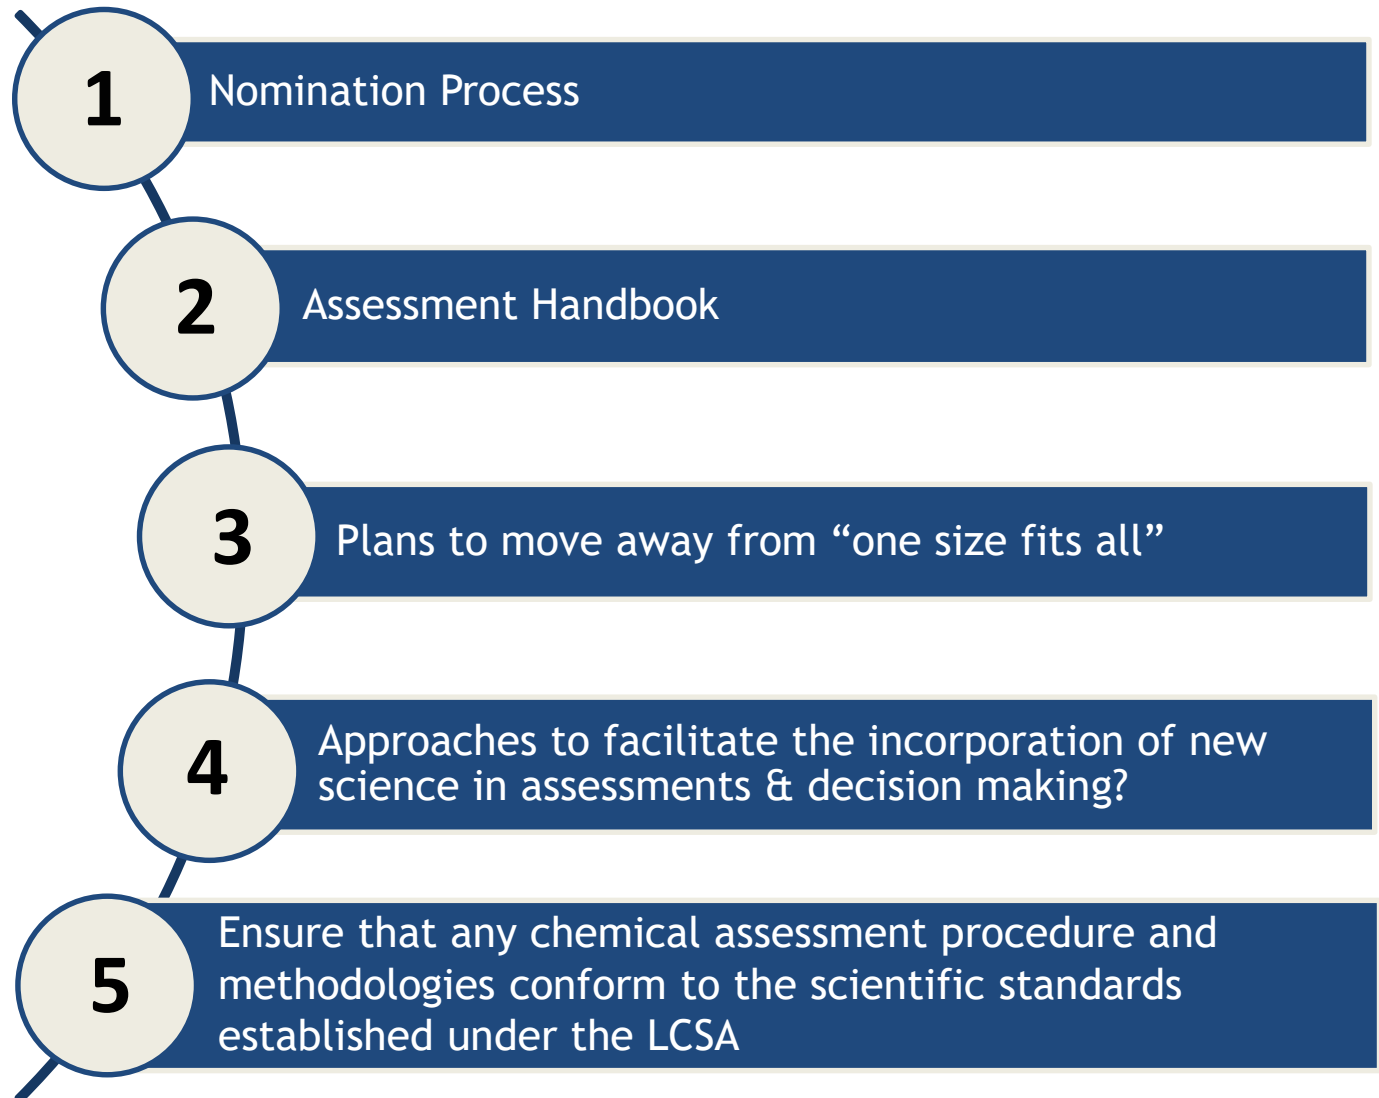 1
Nomination Process
2
Assessment Handbook
3
Plans to move away from “one size fits all”
4
Approaches to facilitate the incorporation of new
science in assessments & decision making?
5
Ensure that any chemical assessment procedure and
methodologies conform to the scientific standards
established under the LCSA